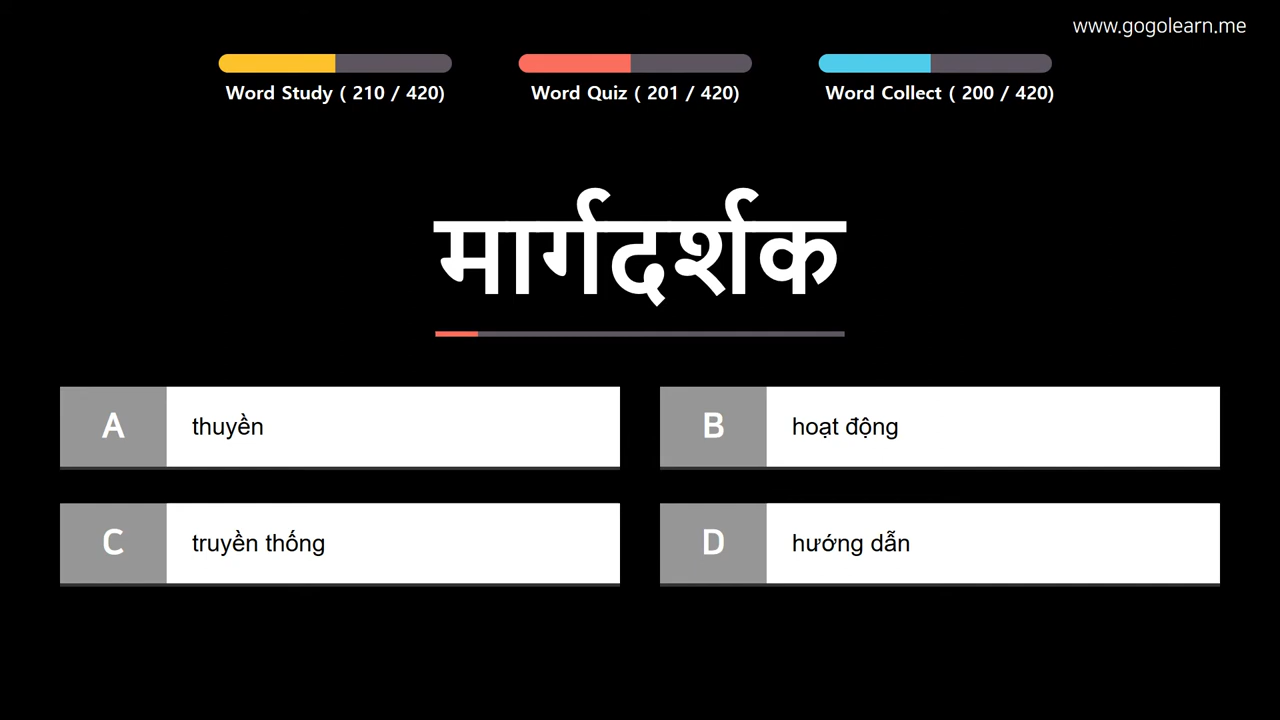 www.gogolearn.me
Word Study ( 210 / 420)
Word Quiz ( 201 / 420)
Word Collect ( 200 / 420)
मार्गदर्शक
A thuyền
B hoạt động
C truyền thống
D hướng dẫn